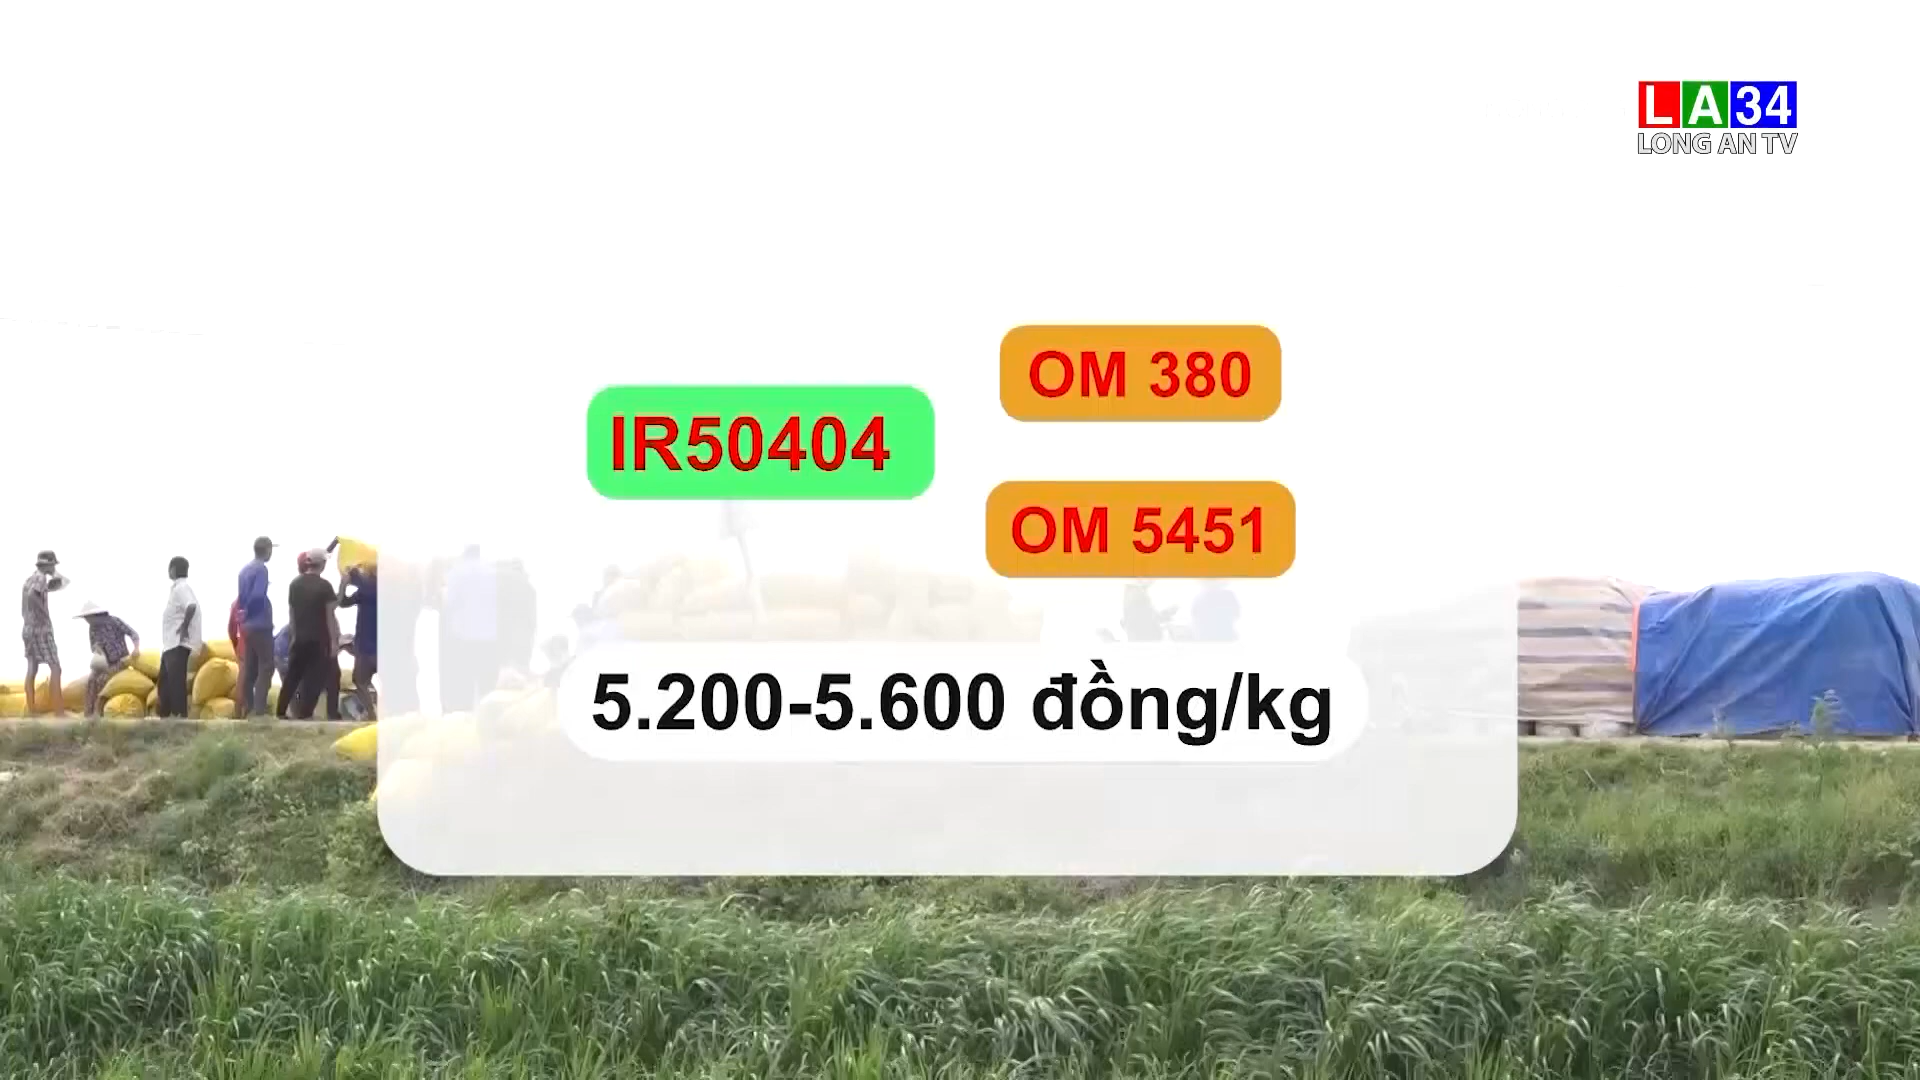 LA34
LONG AN TV
OM 380
IR50404
OM 5451
5.200-5.600 đồng/kg